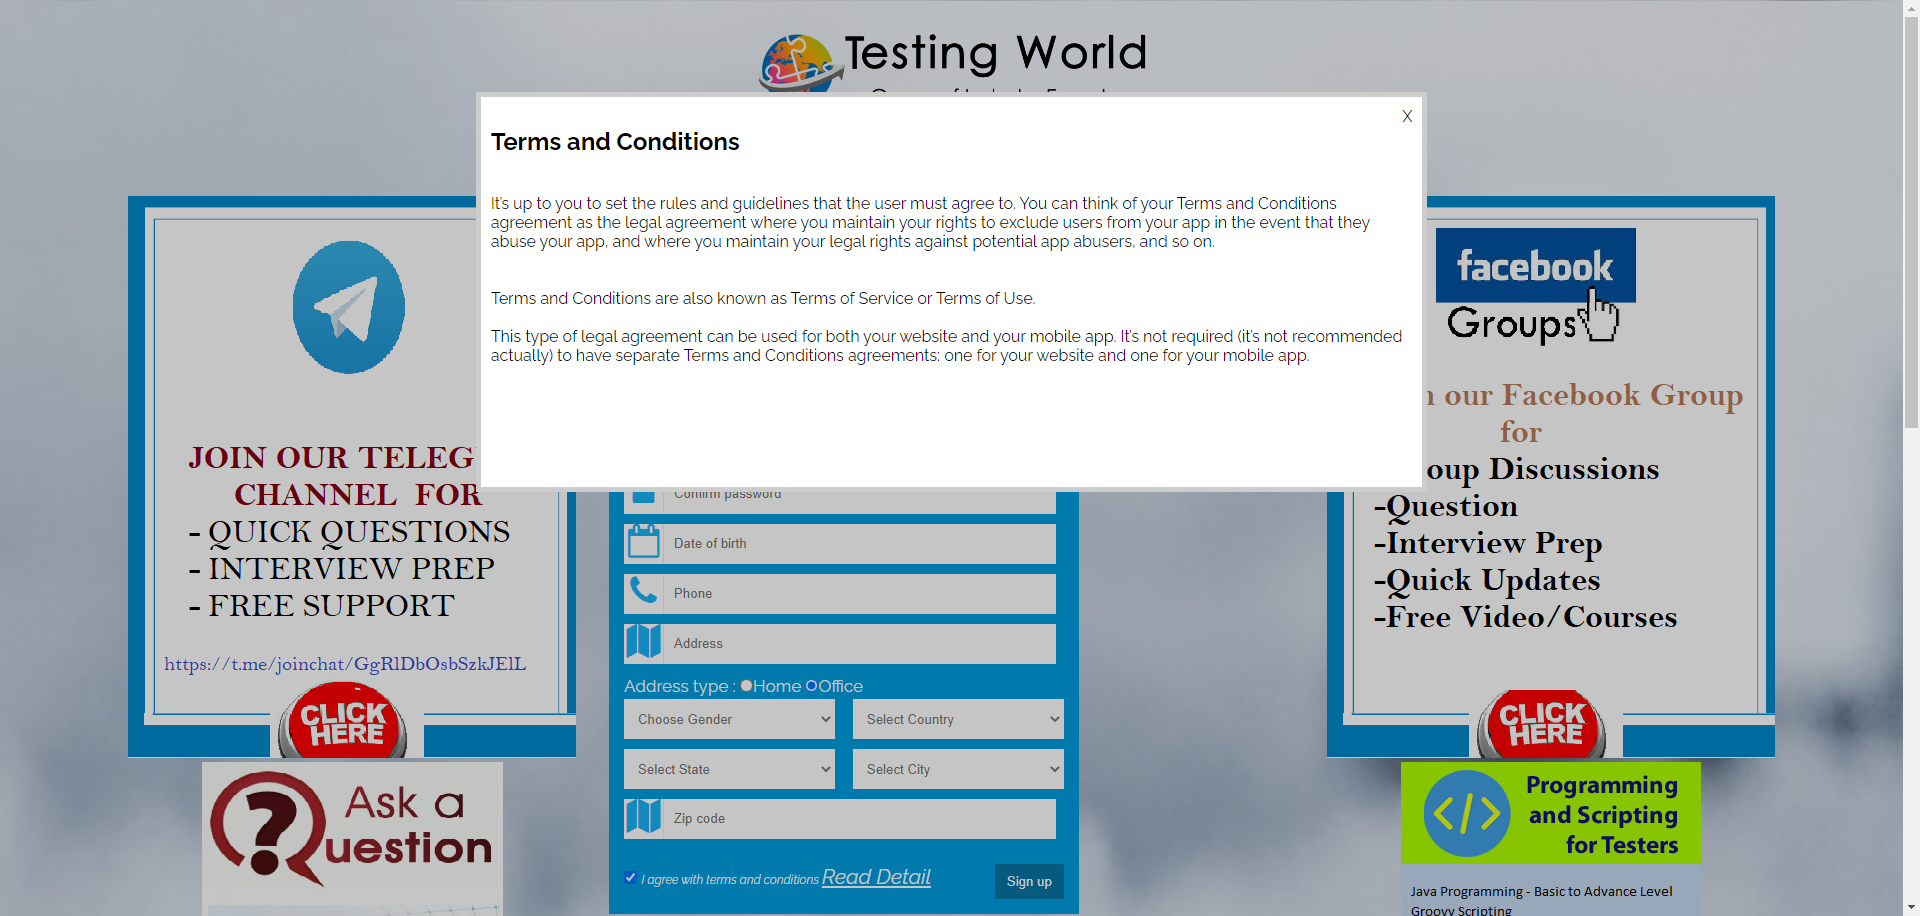 Testing World
X
Terms and Conditions
It's up to you to set the rules and guidelines that the user must agree to. You can think of your Terms and Conditions
agreement as the legal agreement where you maintain your rights to exclude users from your app in the event that they
abuse your app, and where you maintain your legal rights against potential app abusers, and so on.
Terms and Conditions are also known as Terms of Service or Terms of Use.
This type of legal agreement can be used for both your website and your mobile app. It's not required (it's not recommended
actually) to have separate Terms and Conditions agreements: one for your website and one for your mobile app.
JOIN OUR TELEG
CHANNEL FOR
- QUICK QUESTIONS
- INTERVIEW PREP
- FREE SUPPORT
https://t.me/joinchat/GgRlDbOsbSzkJElL
CLICK
HERE
Ask a
Question
Confirm password
Date of birth
Phone
Address
Address type : Home Office
Choose Gender
Select Country
Select State
Select City
Zip code
I agree with terms and conditions Read Detail
Sign up
facebook
Groups
our Facebook Group
for
Discussions
-Question
-Interview Prep
-Quick Updates
-Free Video/Courses
CLICK
HERE
</> Programming
and Scripting
for Testers
Java Programming - Basic to Advance Level
Groovy Scripting